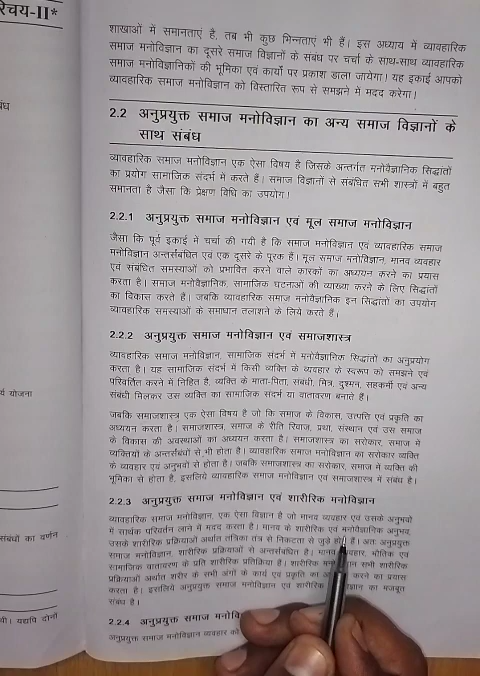 रिचय-II*
शाखाओं में समानताएं है, तब भी कुछ भिन्नताएं भी हैं। इस अध्याय में व्यावहारिक
समाज मनोविज्ञान का दूसरे समाज विज्ञानों के संबंध पर चर्चा के साथ-साथ व्यावहारिक
समाज मनोविज्ञानिकों की भूमिका एवं कार्यों पर प्रकाश डाला जायेगा। यह इकाई आपको
व्यावहारिक समाज मनोविज्ञान को विस्तारित रूप से समझने में मदद करेगा।
2.2 अनुप्रयुक्त समाज मनोविज्ञान का अन्य समाज विज्ञानों के
साथ संबंध
व्यावहारिक समाज मनोविज्ञान एक ऐसा विषय है जिसके अन्तर्गत मनोवैज्ञानिक सिद्धांतों
का प्रयोग सामाजिक संदर्भ में करते हैं। समाज विज्ञानों से संबंधित सभी शास्त्रों में बहुत
समानता है जैसा कि प्रेक्षण विधि का उपयोग।
2.2.1 अनुप्रयुक्त समाज मनोविज्ञान एवं मूल समाज मनोविज्ञान
जैसा कि पूर्व इकाई में चर्चा की गयी है कि समाज मनोविज्ञान एवं व्यावहारिक समाज
मनोविज्ञान अन्तर्संबंधित एवं एक दूसरे के पूरक हैं। मूल समाज मनोविज्ञान, मानव व्यवहार
एवं संबंधित समस्याओं को प्रभावित करने वाले कारकों का अध्ययन करने का प्रयास
करता है। समाज मनोवैज्ञानिक, सामाजिक घटनाओं की व्याख्या करने के लिए सिद्धांतों
का विकास करते है। जबकि व्यावहारिक समाज मनोवैज्ञानिक इन सिद्धांतों का उपयोग
व्यावहारिक समस्याओं के समाधान तलाशने के लिये करते हैं।
2.2.2 अनुप्रयुक्त समाज मनोविज्ञान एवं समाजशास्त्र
व्यावहारिक समाज मनोविज्ञान, सामाजिक संदर्भ में मनोवैज्ञानिक सिद्धांतों का अनुप्रयोग
करता है। यह सामाजिक संदर्भ में किसी व्यक्ति के व्यवहार के स्वरूप को समझने एवं
परिवर्तित करने में निहित है, व्यक्ति के माता-पिता, संबंधी, मित्र, दुश्मन, सहकर्मी एवं अन्य
संबंधी मिलकर उस व्यक्ति का सामाजिक संदर्भ या वातावरण बनाते हैं।
र्य योजना
जबकि समाजशास्त्र एक ऐसा विषय है जो कि समाज के विकास, उत्पत्ति एवं प्रकृति का
अध्ययन करता है। समाजशास्त्र, समाज के रीति रिवाज, प्रथा, संस्थान एवं उस समाज
के विकास की अवस्थाओं का अध्ययन करता है। समाजशास्त्र का सरोकार, समाज में
व्यक्तियों के अन्तर्संबंधों से भी होता है। व्यावहारिक समाज मनोविज्ञान का सरोकार व्यक्ति
के व्यवहार एवं अनुभवों से होता है। जबकि समाजशास्त्र का सरोकार, समाज में व्यक्ति की
भूमिका से होता है, इसलिये व्यावहारिक समाज मनोविज्ञान एवं समाजशास्त्र में संबंध है।
2.2.3 अनुप्रयुक्त समाज मनोविज्ञान एवं शारीरिक मनोविज्ञान
व्यावहारिक समाज मनोविज्ञान, एक ऐसा विज्ञान है जो मानव व्यवहार एवं उसके अनुभवों
में सार्थक परिवर्तन लाने में मदद करता है। मानव के शारीरिक एवं मनोवैज्ञानिक अनुभव,
उसके शारीरिक प्रक्रियाओं अर्थात तंत्रिका तंत्र से निकटता से जुड़े होते हैं। अतः अनुप्रयुक्त
संबंधों का वर्णन
समाज मनोविज्ञान, शारीरिक प्रक्रियाओं से अन्तर्संबंधित है। मानव व्यवहार, भौतिक एवं
सामाजिक वातावरण के प्रति शारीरिक प्रतिक्रिया है। शारीरिक सभी शारीरिक
प्रक्रियाओं अर्थात शरीर के सभी अंगों के कार्य एवं प्रकृति का करने का प्रयास
करता है। इसलिये अनुप्रयुक्त समाज मनोविज्ञान एवं शारीरिक का मजबूत
संबंध है।
यद्यपि दोनों
2.2.4 अनुप्रयुक्त समाज
अनुप्रयुक्त समाज मनोविज्ञान व्यवहार को